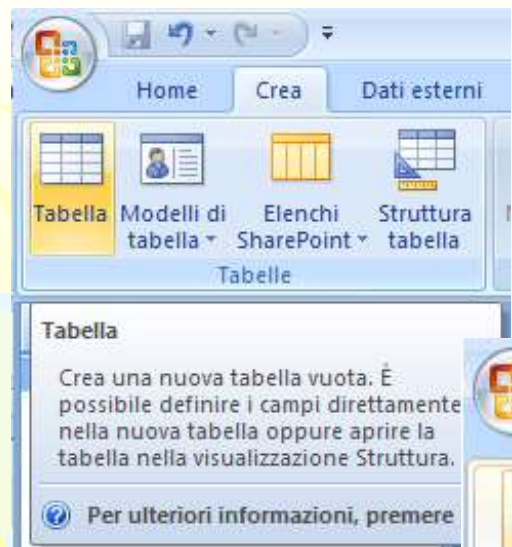 Home Crea Dati esterni
Tabella Modelli di tabella Elenchi SharePoint Struttura tabella
Tabelle
Tabella
Crea una nuova tabella vuota. È
possibile definire i campi direttamente
nella nuova tabella oppure aprire la
tabella nella visualizzazione Struttura.
Per ulteriori informazioni, premere